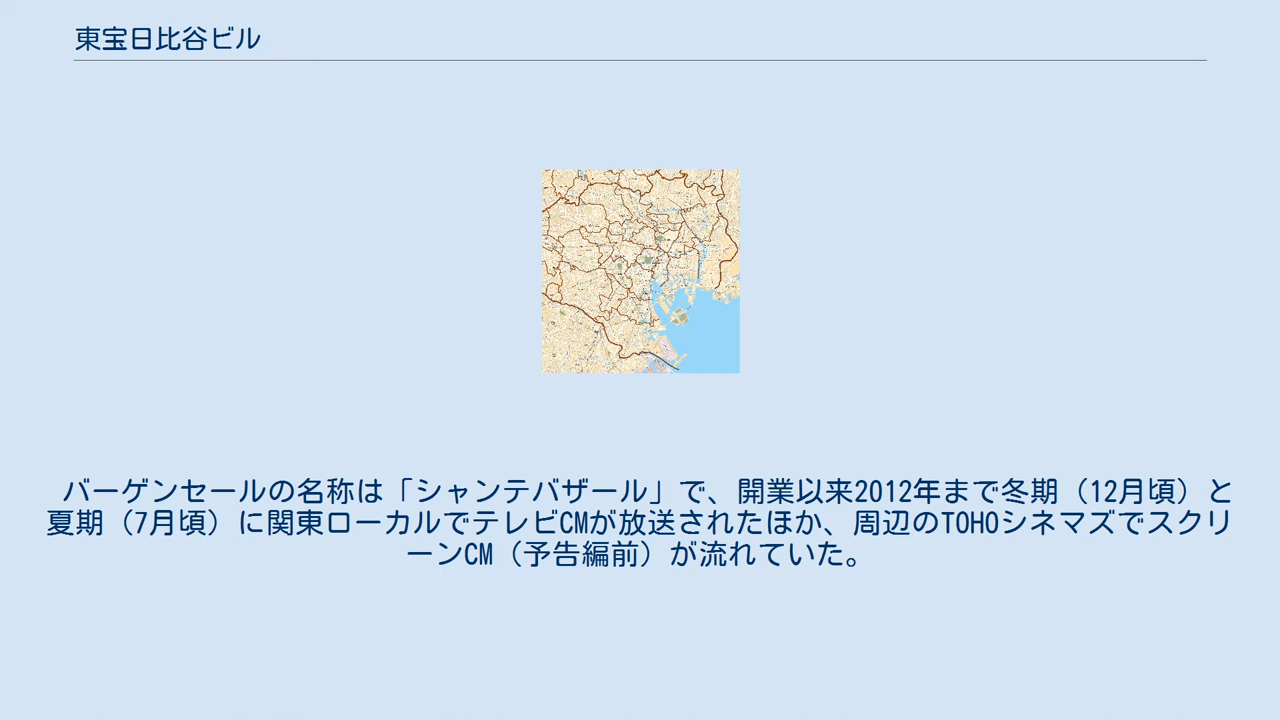 東宝日比谷ビル
バーゲンセールの名称は「シャンテバザール」で、開業以来2012年まで冬期（12月頃）と
夏期（7月頃）に関東ローカルでテレビCMが放送されたほか、周辺のTOHOシネマズでスクリ
ーンCM（予告編前）が流れていた。